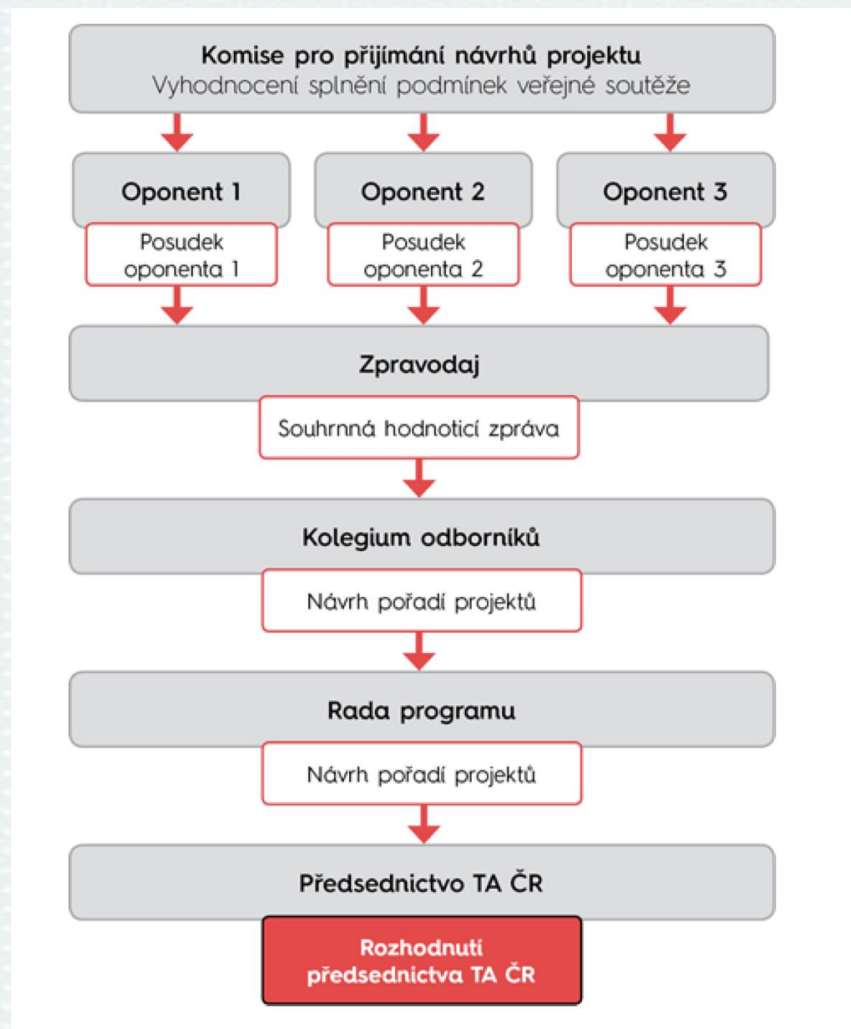 Komise pro přijímání návrhů projektu
Vyhodnocení splnění podmínek veřejné soutěže
Oponent 1
Oponent 2
Oponent 3
Posudek
oponenta 1
Posudek
oponenta 2
Posudek
oponenta 3
Zpravodaj
Souhrnná hodnoticí zpráva
Kolegium odborníků
Návrh pořadí projektů
Rada programu
Návrh pořadí projektů
Předsednictvo TA ČR
Rozhodnutí
předsednictva TA ČR